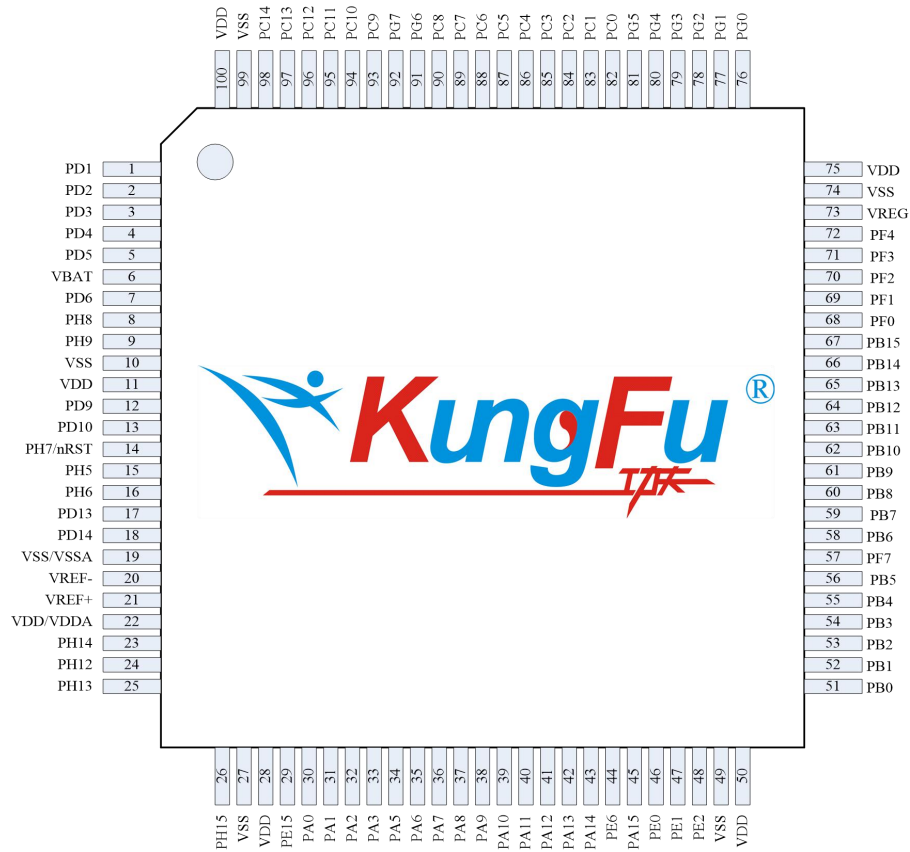 VDD VSS PC14 PC13 PC12 PC11 PC10 PC9 PG7 PG6 PC8 PC7 PC6 PC5 PC4 PC3 PC2 PC1 PC0 PG5 PG4 PG3 PG2 PG1 PG0
100 99 98 97 96 95 94 93 92 91 90 89 88 87 86 85 84 83 82 81 80 79 78 77 76
PD1 1
PD2 2
PD3 3
PD4 4
PD5 5
VBAT 6
PD6 7
PH8 8
PH9 9
VSS 10
VDD 11
PD9 12
PD10 13
PH7/nRST 14
PH5 15
PH6 16
PD13 17
PD14 18
VSS/VSSA 19
VREF- 20
VREF+ 21
VDD/VDDA 22
PH14 23
PH12 24
PH13 25
KungFu ®
功夫
75 VDD
74 VSS
73 VREG
72 PF4
71 PF3
70 PF2
69 PF1
68 PF0
67 PB15
66 PB14
65 PB13
64 PB12
63 PB11
62 PB10
61 PB9
60 PB8
59 PB7
58 PB6
57 PF7
56 PB5
55 PB4
54 PB3
53 PB2
52 PB1
51 PB0
26 27 28 29 30 31 32 33 34 35 36 37 38 39 40 41 42 43 44 45 46 47 48 49 50
PH15 VSS VDD PE15 PA0 PA1 PA2 PA3 PA5 PA6 PA7 PA8 PA9 PA10 PA11 PA12 PA13 PA14 PE6 PA15 PE0 PE1 PE2 VSS VDD